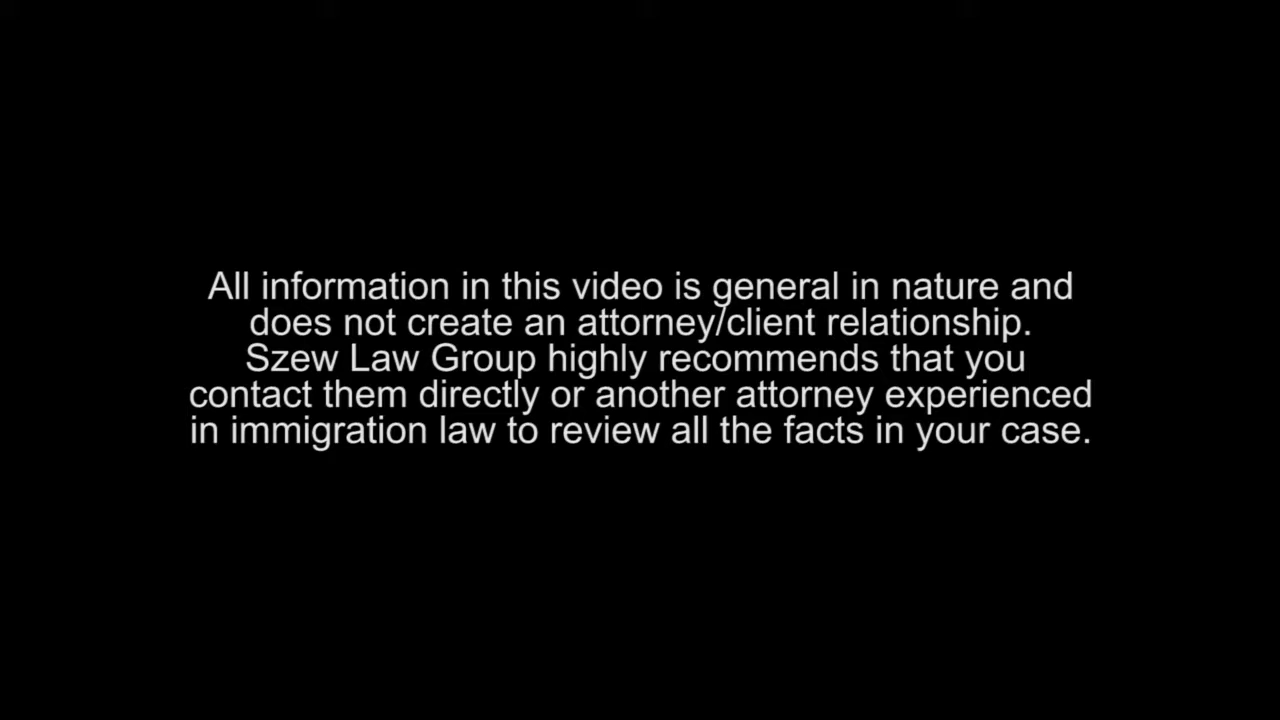 All information in this video is general in nature and
does not create an attorney/client relationship.
Szew Law Group highly recommends that you
contact them directly or another attorney experienced
in immigration law to review all the facts in your case.